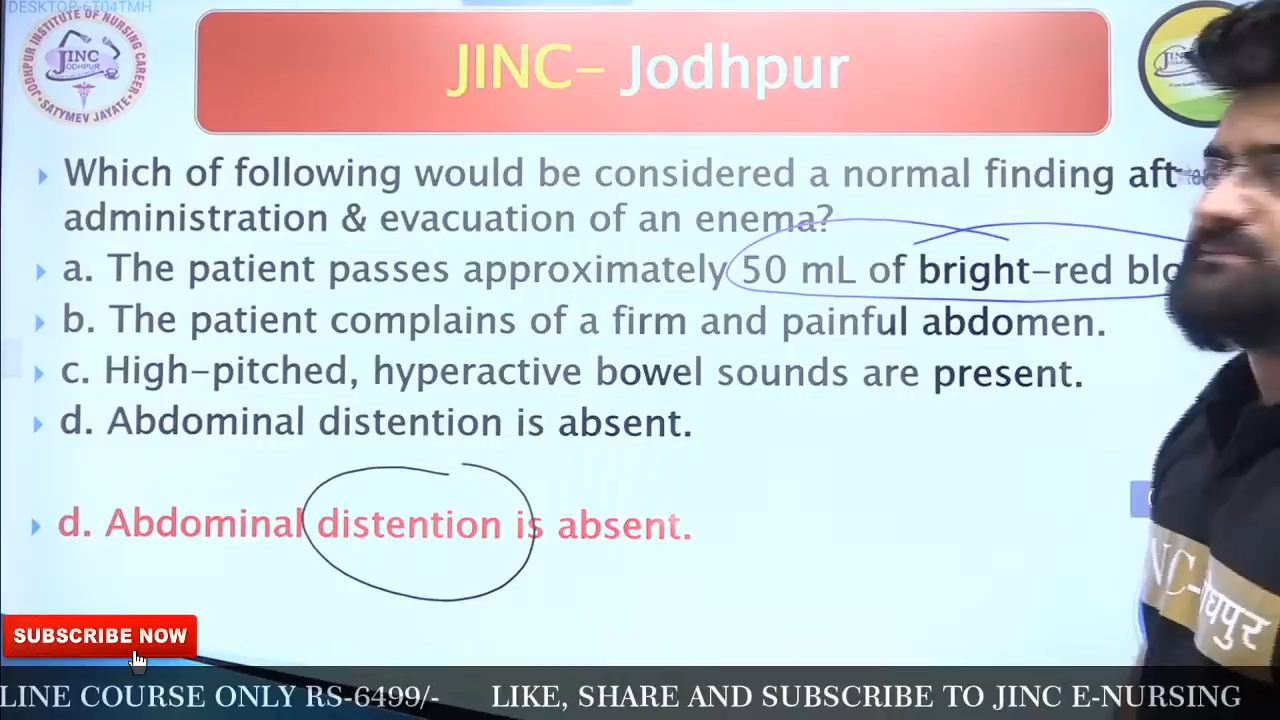 DESKTOP-6T04TMH
JODHPUR INSTITUTE OF NURSING CAREER
JINC
JODHPUR
SATYMEV JAYATE
JINC- Jodhpur
Which of following would be considered a normal finding aft
administration & evacuation of an enema?
a. The patient passes approximately 50 mL of bright-red blo
b. The patient complains of a firm and painful abdomen.
c. High-pitched, hyperactive bowel sounds are present.
d. Abdominal distention is absent.
d. Abdominal distention is absent.
NC-धपुर
SUBSCRIBE NOW
LINE COURSE ONLY RS-6499/- LIKE, SHARE AND SUBSCRIBE TO JINC E-NURSING